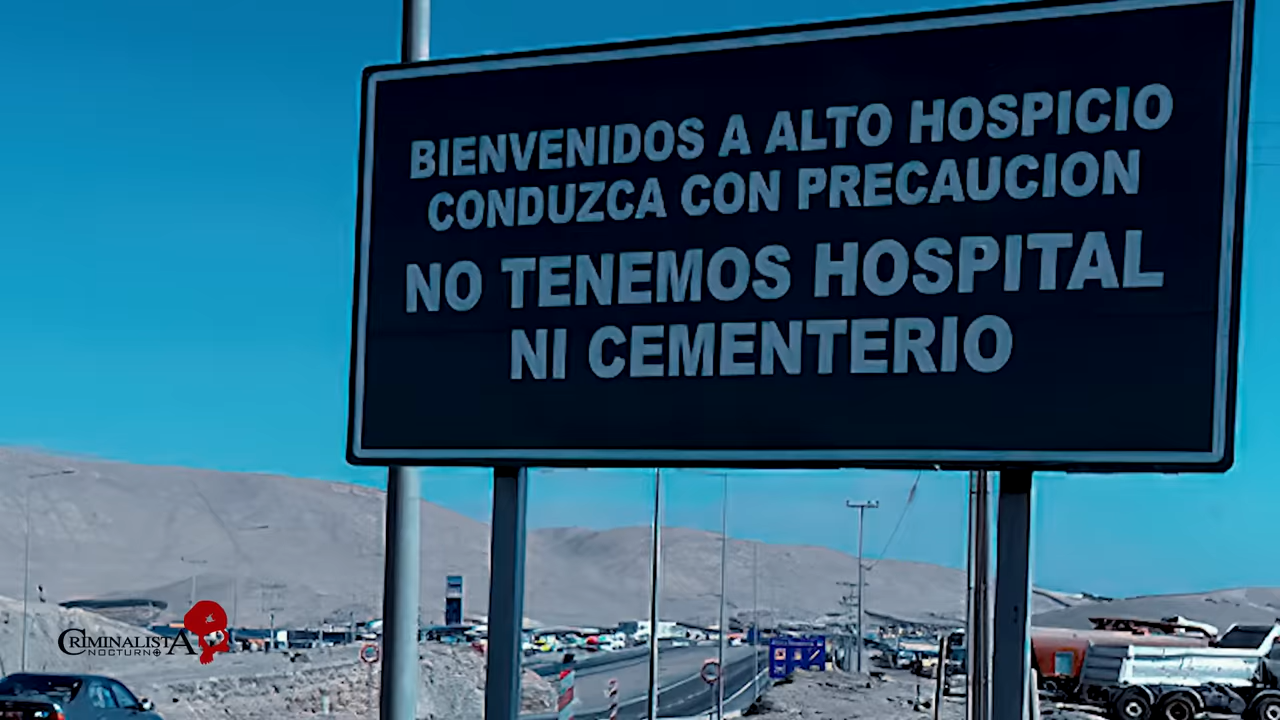 BIENVENIDOS A ALTO HOSPICIO
CONDUZCA CON PRECAUCION
NO TENEMOS HOSPITAL
NI CEMENTERIO
CRIMINALISTA
NOCTURNO